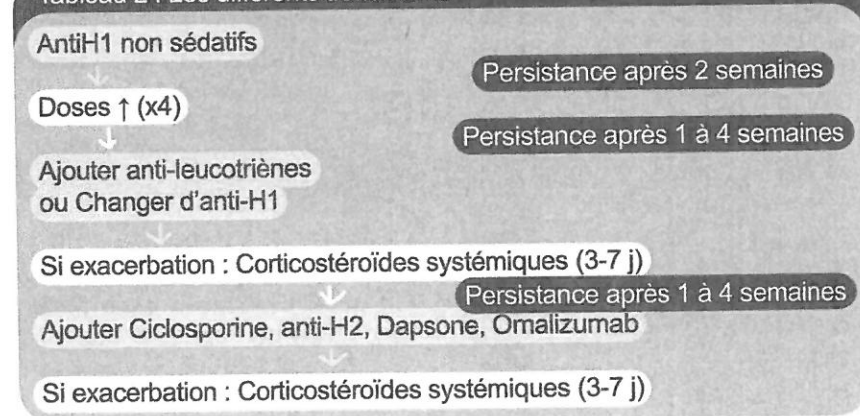 AntiH1 non sédatifs
Persistance après 2 semaines
Doses ↑ (x4)
Persistance après 1 à 4 semaines
Ajouter anti-leucotriènes
ou Changer d'anti-H1
Si exacerbation : Corticostéroïdes systémiques (3-7 j)
Persistance après 1 à 4 semaines
Ajouter Ciclosporine, anti-H2, Dapsone, Omalizumab
Si exacerbation : Corticostéroïdes systémiques (3-7 j)